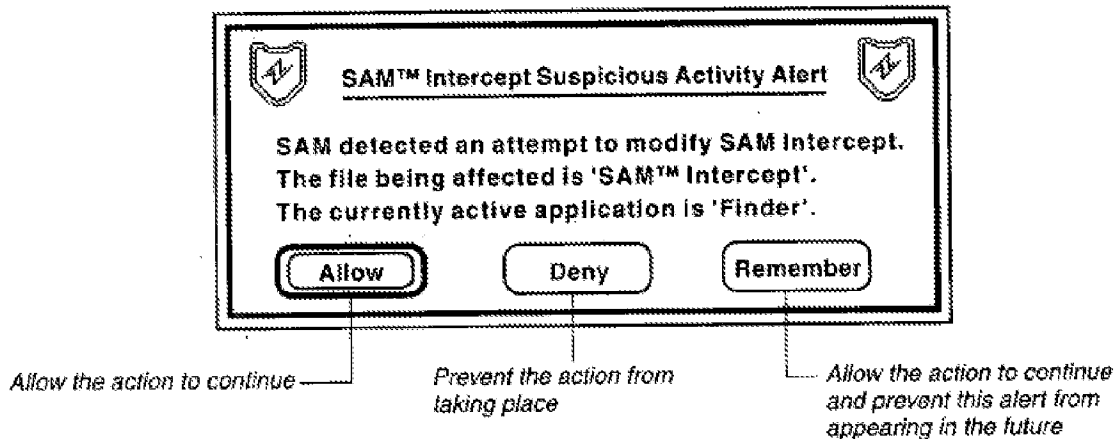 SAM™ Intercept Suspicious Activity Alert
SAM detected an attempt to modify SAM Intercept.
The file being affected is 'SAM™ Intercept'.
The currently active application is 'Finder'.
Allow
Deny
Remember
Allow the action to continue
Prevent the action from
taking place
Allow the action to continue
and prevent this alert from
appearing in the future